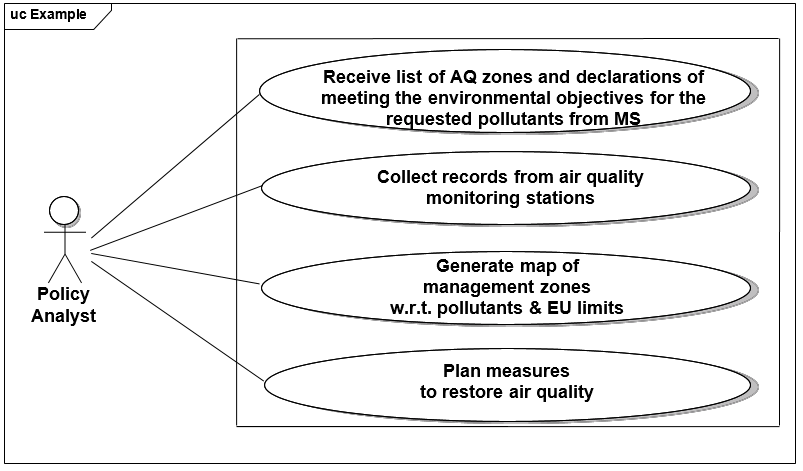 uc Example
Receive list of AQ zones and declarations of
meeting the environmental objectives for the
requested pollutants from MS
Collect records from air quality
monitoring stations
Policy
Analyst
Generate map of
management zones
w.r.t. pollutants & EU limits
Plan measures
to restore air quality